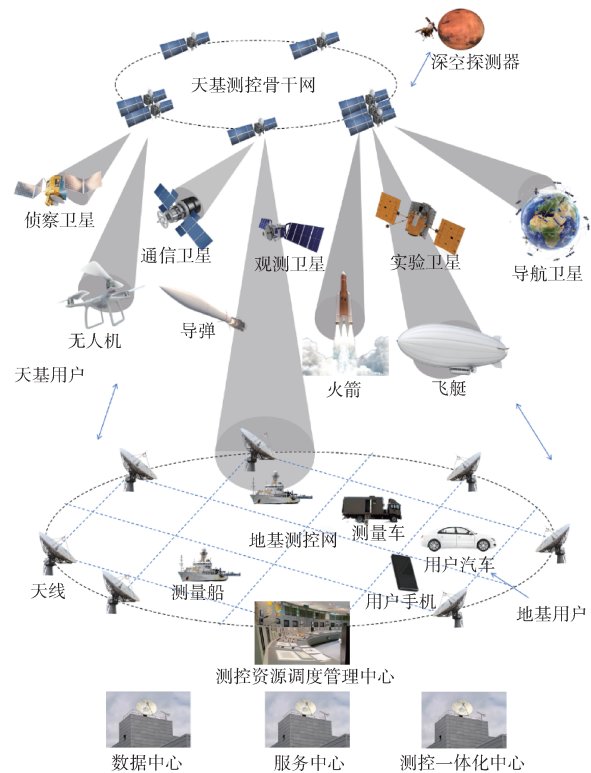 深空探测器
天基测控骨干网
侦察卫星
通信卫星
观测卫星
实验卫星
导航卫星
无人机
导弹
火箭
飞艇
天基用户
地基测控网
测量车
用户汽车
天线
测量船
用户手机
地基用户
测控资源调度管理中心
数据中心
服务中心
测控一体化中心